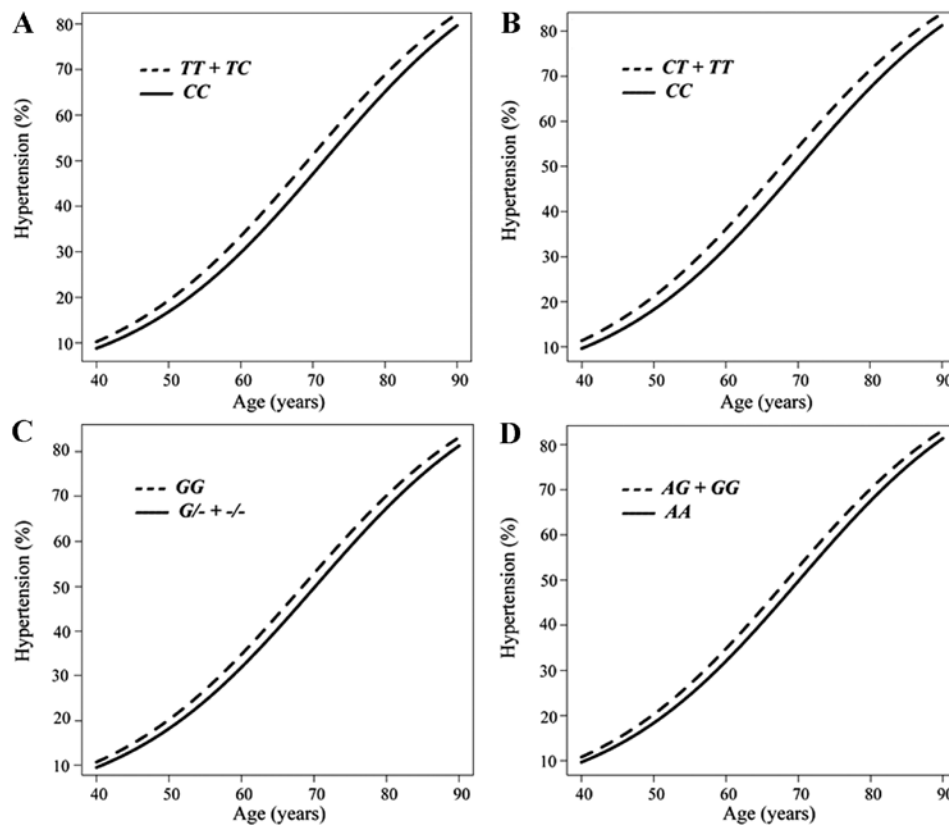 A
TT + TC
CC
Hypertension (%)
80
70
60
50
40
30
20
10
40 50 60 70 80 90
Age (years)
B
CT + TT
CC
Hypertension (%)
80
70
60
50
40
30
20
10
40 50 60 70 80 90
Age (years)
C
GG
G/- + -/-
Hypertension (%)
80
70
60
50
40
30
20
10
40 50 60 70 80 90
Age (years)
D
AG + GG
AA
Hypertension (%)
80
70
60
50
40
30
20
10
40 50 60 70 80 90
Age (years)